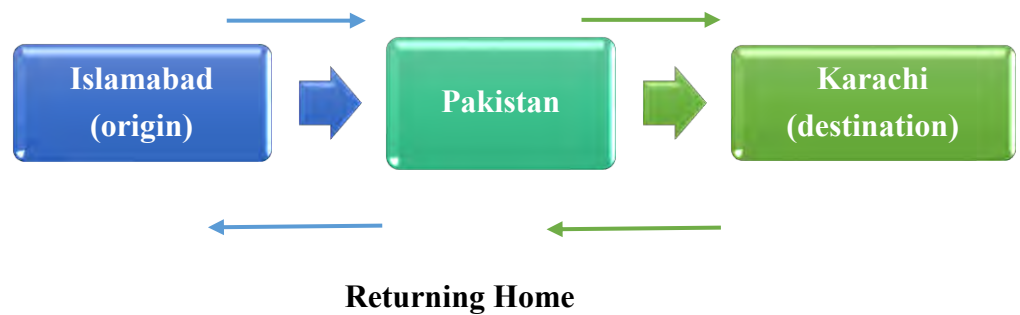 Islamabad
(origin)
Pakistan
Karachi
(destination)
Returning Home